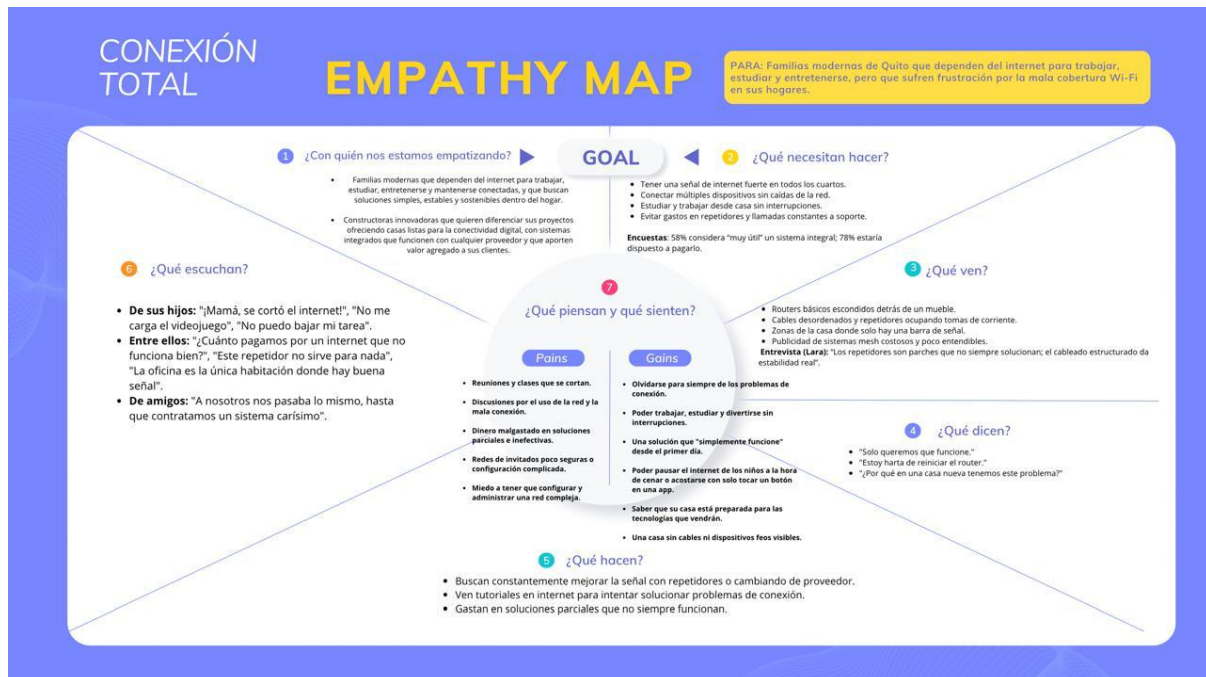 CONEXIÓN
TOTAL
EMPATHY MAP
PARA: Familias modernas de Quito que dependen del internet para trabajar,
estudiar y entretenerse, pero que sufren frustración por la mala cobertura Wi-Fi
en sus hogares.
1 ¿Con quién nos estamos empatizando?
GOAL
2 ¿Qué necesitan hacer?
• Familias modernas que dependen del internet para trabajar,
estudiar, entretenerse y mantenerse conectadas, y que buscan
soluciones simples, estables y sostenibles dentro del hogar.
• Constructoras innovadoras que quieren diferenciar sus proyectos
ofreciendo casas listas para la conectividad digital, con sistemas
integrados que funcionen con cualquier proveedor y que aporten
valor agregado a sus clientes.
• Tener una señal de internet fuerte en todos los cuartos.
• Conectar múltiples dispositivos sin caídas de la red.
• Estudiar y trabajar desde casa sin interrupciones.
• Evitar gastos en repetidores y llamadas constantes a soporte.
Encuestas: 58% considera "muy útil" un sistema integral; 78% estaría
dispuesto a pagarlo.
6 ¿Qué escuchan?
• De sus hijos: "¡Mamá, se cortó el internet!", "No me
carga el videojuego", "No puedo bajar mi tarea".
• Entre ellos: "¿Cuánto pagamos por un internet que no
funciona bien?", "Este repetidor no sirve para nada",
"La oficina es la única habitación donde hay buena
señal".
• De amigos: "A nosotros nos pasaba lo mismo, hasta
que contratamos un sistema carísimo".
3 ¿Qué ven?
• Routers básicos escondidos detrás de un mueble.
• Cables desordenados y repetidores ocupando tomas de corriente.
• Zonas de la casa donde solo hay una barra de señal.
• Publicidad de sistemas mesh costosos y poco entendibles.
Entrevista (Lara): "Los repetidores son parches que no siempre solucionan; el cableado estructurado da
estabilidad real".
7
¿Qué piensan y qué sienten?
Pains
• Reuniones y clases que se cortan.
• Discusiones por el uso de la red y la
mala conexión.
• Dinero malgastado en soluciones
parciales e inefectivas.
• Redes de invitados poco seguras o
configuración complicada.
• Miedo a tener que configurar y
administrar una red compleja.
Gains
• Olvidarse para siempre de los problemas de
conexión.
• Poder trabajar, estudiar y divertirse sin
interrupciones.
• Una solución que "simplemente funcione"
desde el primer día.
• Poder pausar el internet de los niños a la hora
de cenar o acostarse con solo tocar un botón
en una app.
• Saber que su casa está preparada para las
tecnologías que vendrán.
• Una casa sin cables ni dispositivos feos visibles.
4 ¿Qué dicen?
• "Solo queremos que funcione."
• "Estoy harta de reiniciar el router."
• "¿Por qué en una casa nueva tenemos este problema?"
5 ¿Qué hacen?
• Buscan constantemente mejorar la señal con repetidores o cambiando de proveedor.
• Ven tutoriales en internet para intentar solucionar problemas de conexión.
• Gastan en soluciones parciales que no siempre funcionan.